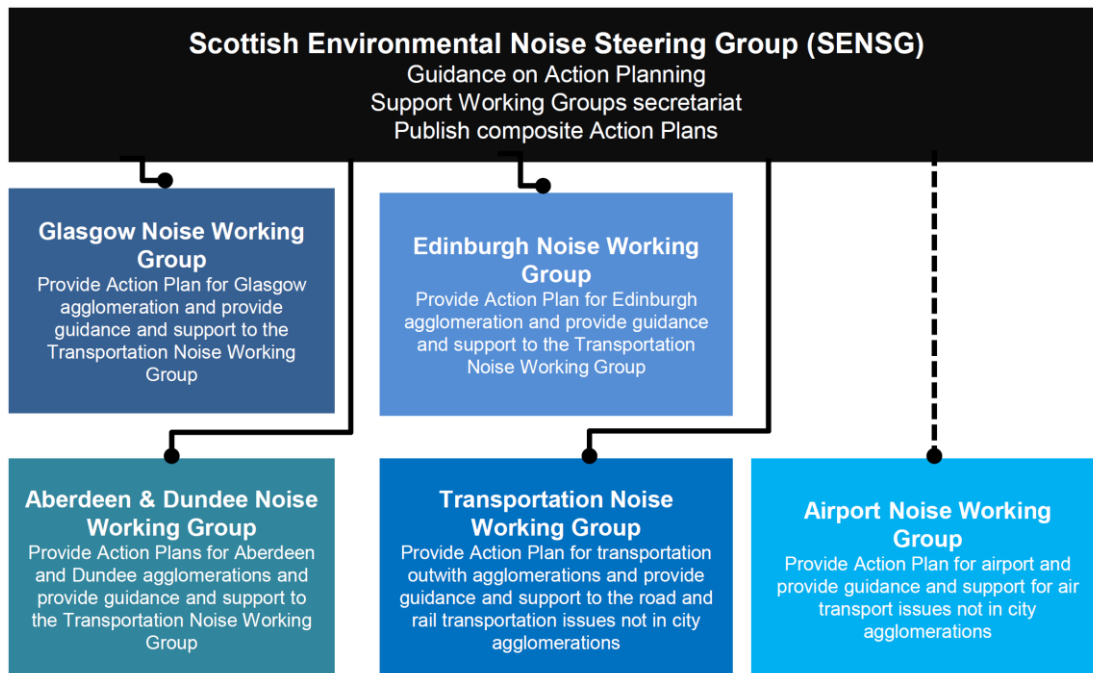 Scottish Environmental Noise Steering Group (SENSG)
Guidance on Action Planning
Support Working Groups secretariat
Publish composite Action Plans
Glasgow Noise Working
Group
Provide Action Plan for Glasgow
agglomeration and provide
guidance and support to the
Transportation Noise Working
Group
Edinburgh Noise Working
Group
Provide Action Plan for Edinburgh
agglomeration and provide guidance
and support to the Transportation
Noise Working Group
Aberdeen & Dundee Noise
Working Group
Provide Action Plans for Aberdeen
and Dundee agglomerations and
provide guidance and support to
the Transportation Noise Working
Group
Transportation Noise
Working Group
Provide Action Plan for transportation
outwith agglomerations and provide
guidance and support to the road and
rail transportation issues not in city
agglomerations
Airport Noise Working
Group
Provide Action Plan for airport and
provide guidance and support for air
transport issues not in city
agglomerations